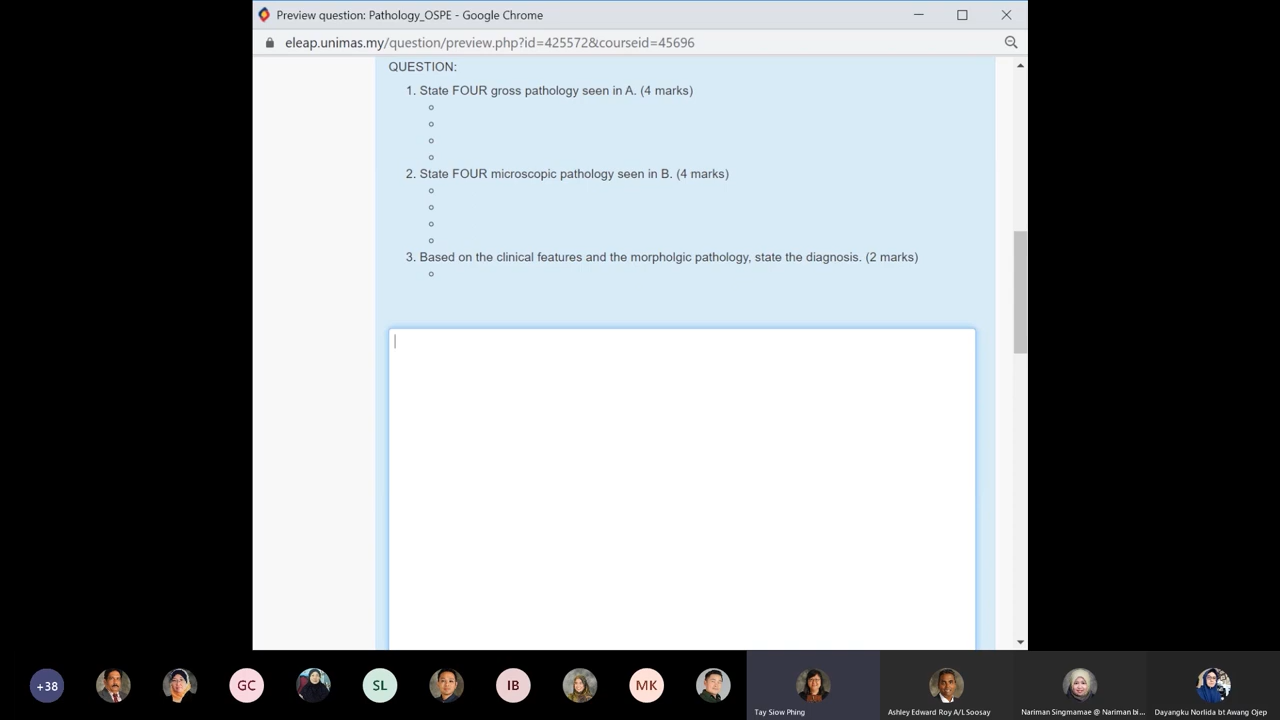 Preview question: Pathology_OSPE - Google Chrome
eleap.unimas.my/question/preview.php?id=425572&courseid=45696
QUESTION:
1. State FOUR gross pathology seen in A. (4 marks)
2. State FOUR microscopic pathology seen in B. (4 marks)
3. Based on the clinical features and the morpholgic pathology, state the diagnosis. (2 marks)
+38
GC
SL
IB
MK
Tay Siow Phing
Ashley Edward Roy A/L Soosay
Nariman Singmamae @ Nariman bi...
Dayangku Norlida bt Awang Ojep